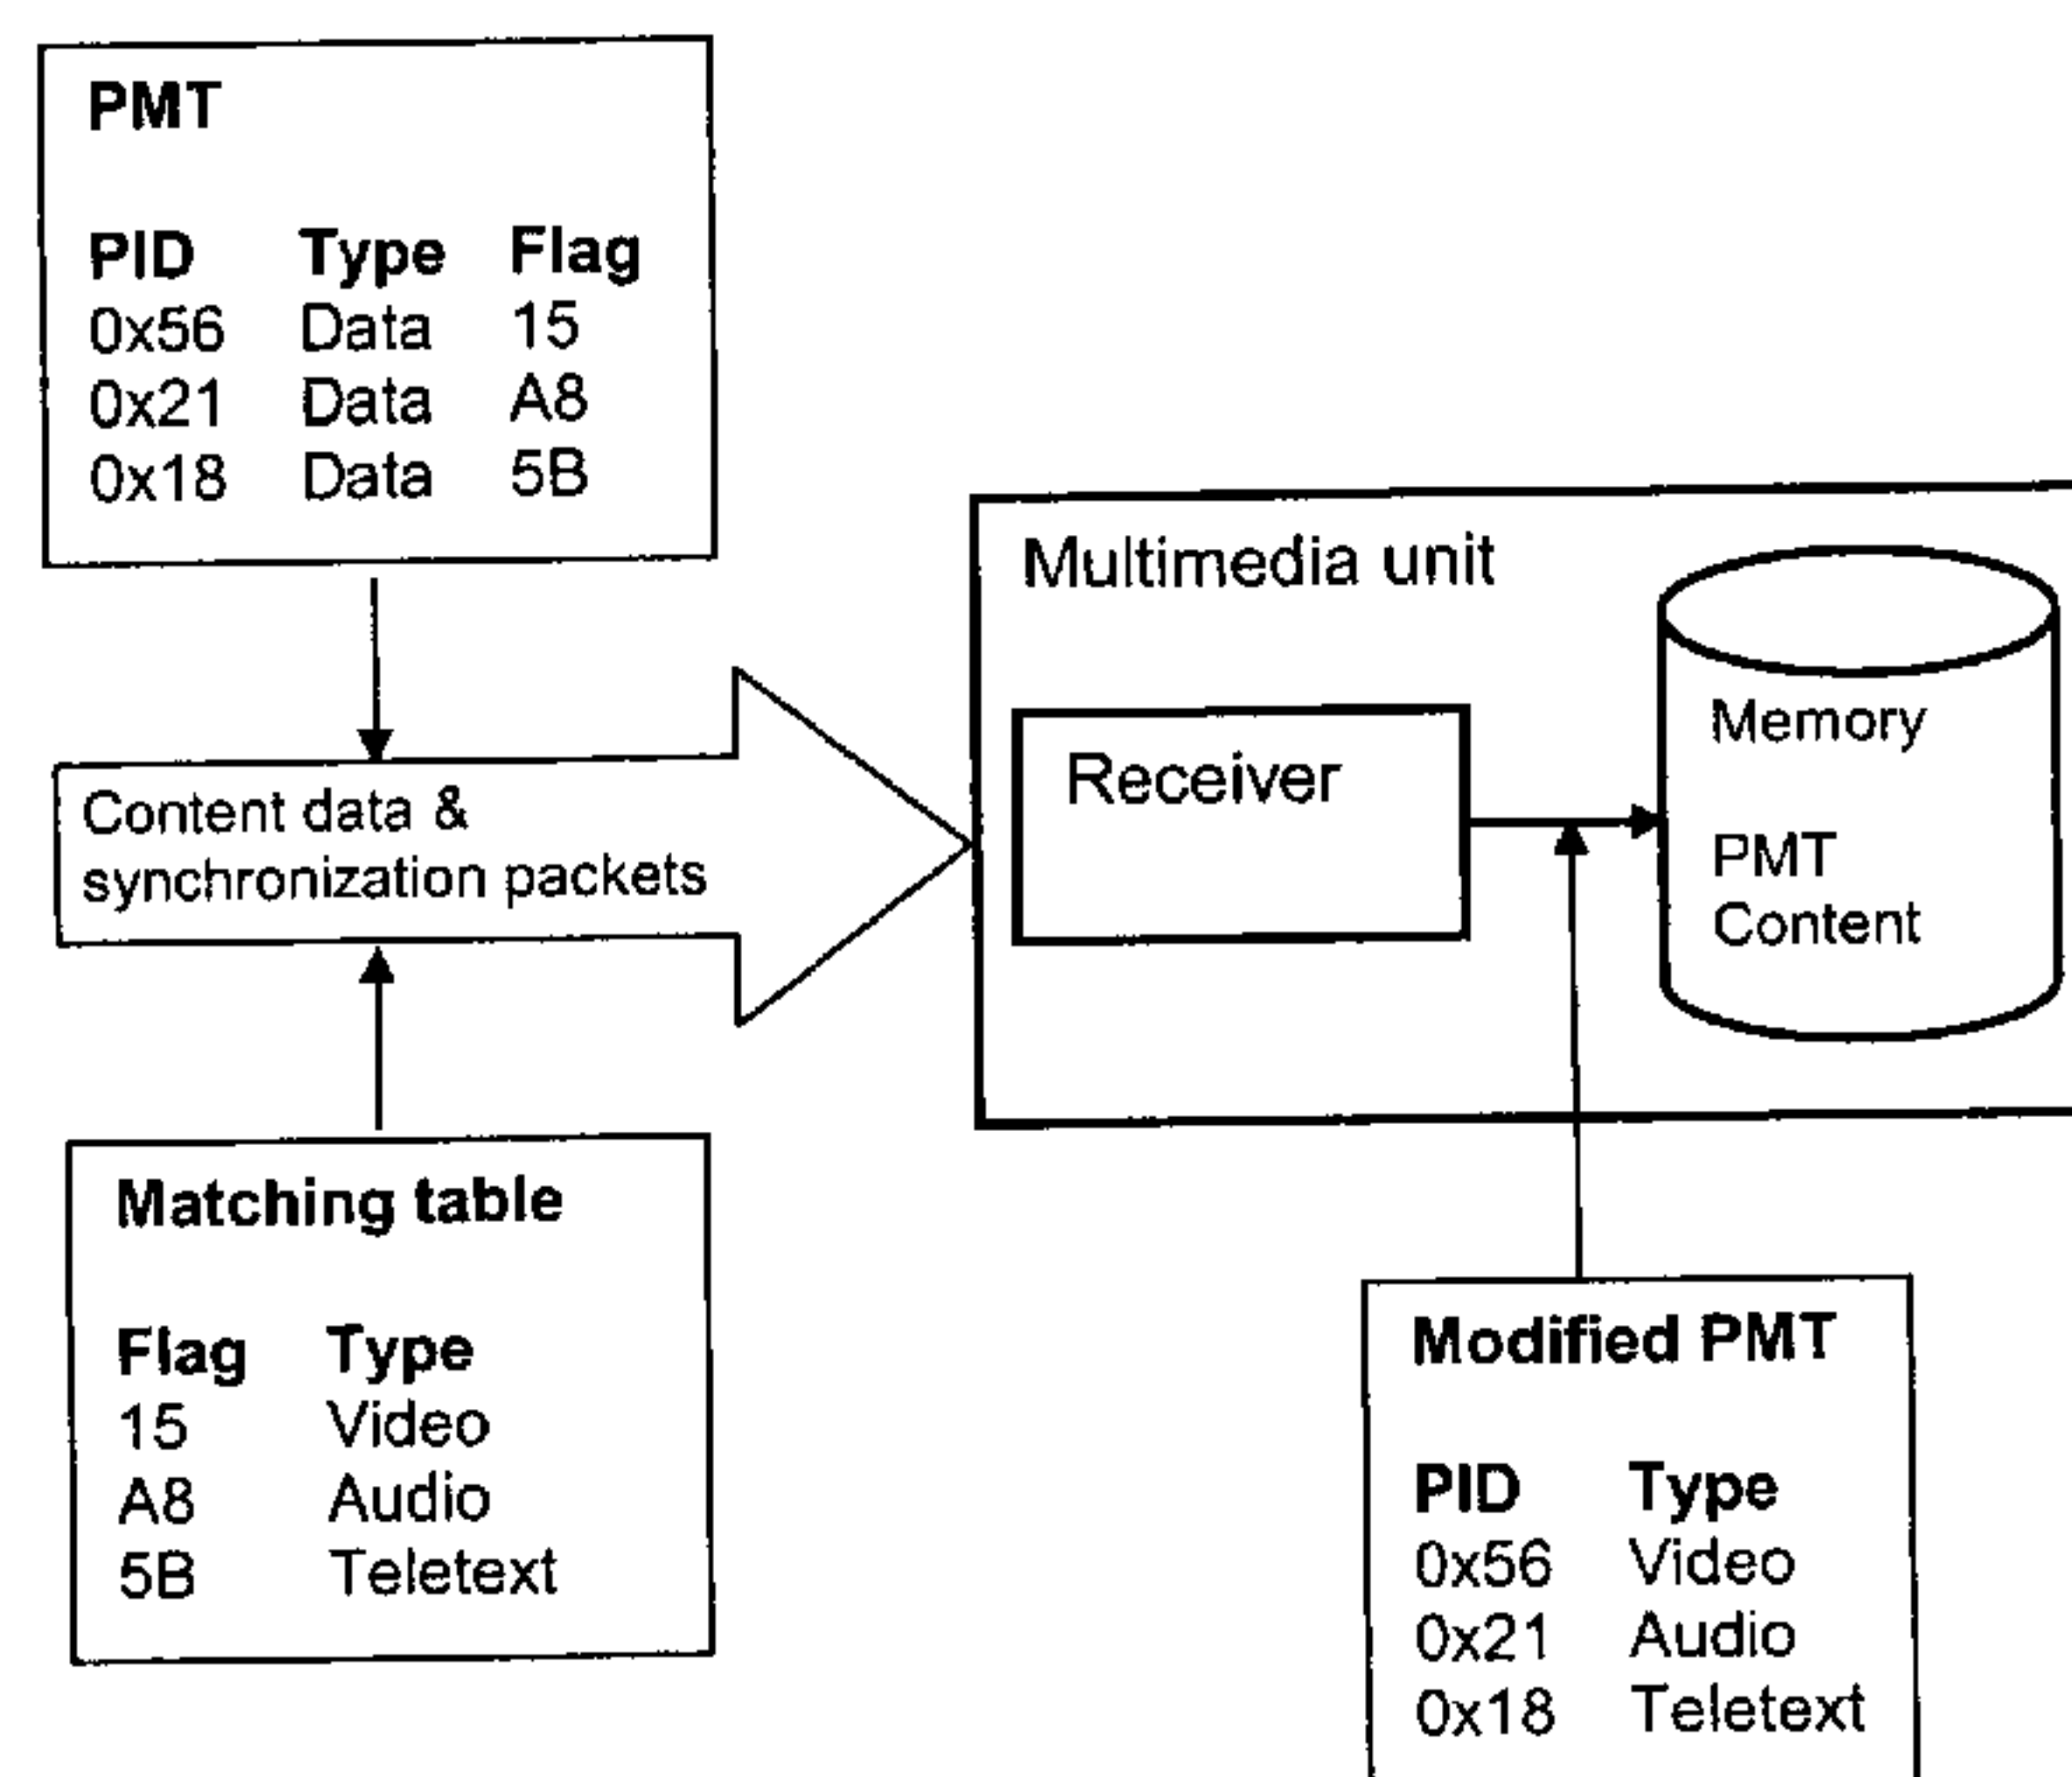 PMT
PID Type Flag
0x56 Data 15
0x21 Data A8
0x18 Data 5B
Multimedia unit
Receiver
Memory
PMT
Content
Content data &
synchronization packets
Matching table
Flag Type
15 Video
A8 Audio
5B Teletext
Modified PMT
PID Type
0x56 Video
0x21 Audio
0x18 Teletext